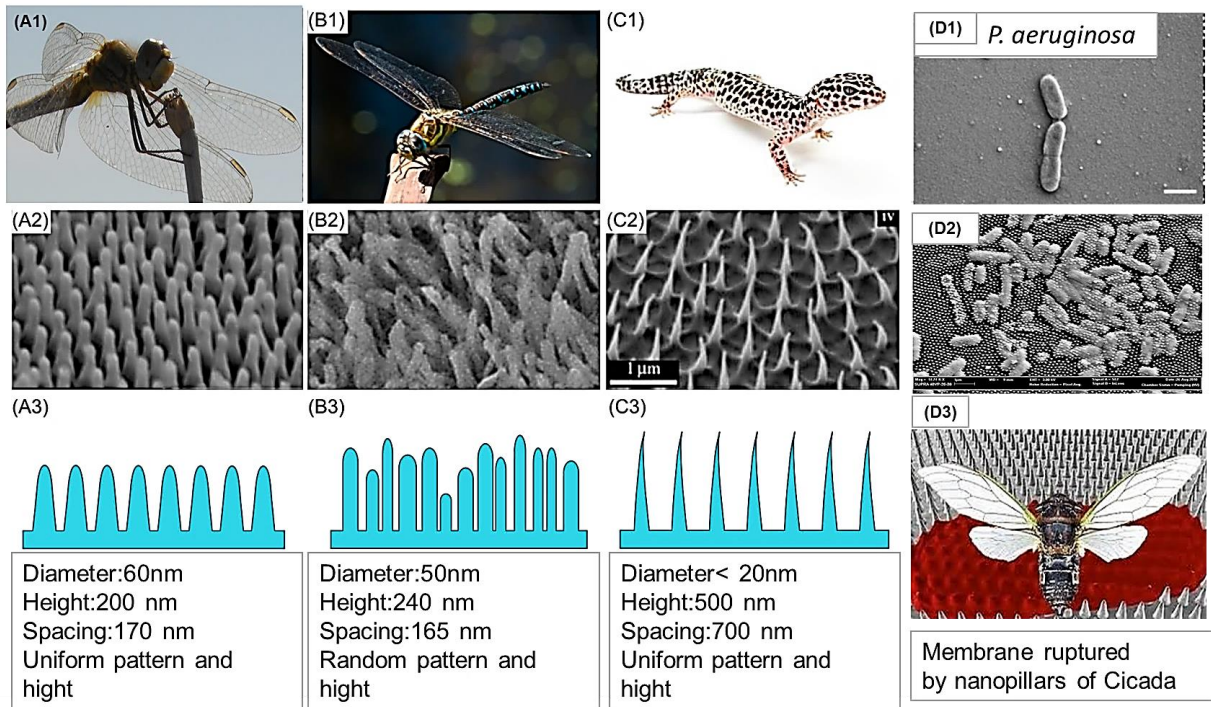 (A1)
(B1)
(C1)
(D1)
P. aeruginosa
(A2)
(B2)
(C2)
IV
1 μm
(D2)
(A3)
(B3)
(C3)
(D3)
Diameter:60nm
Height:200 nm
Spacing:170 nm
Uniform pattern and
hight
Diameter:50nm
Height:240 nm
Spacing:165 nm
Random pattern and
hight
Diameter< 20nm
Height:500 nm
Spacing:700 nm
Uniform pattern and
hight
Membrane ruptured
by nanopillars of Cicada